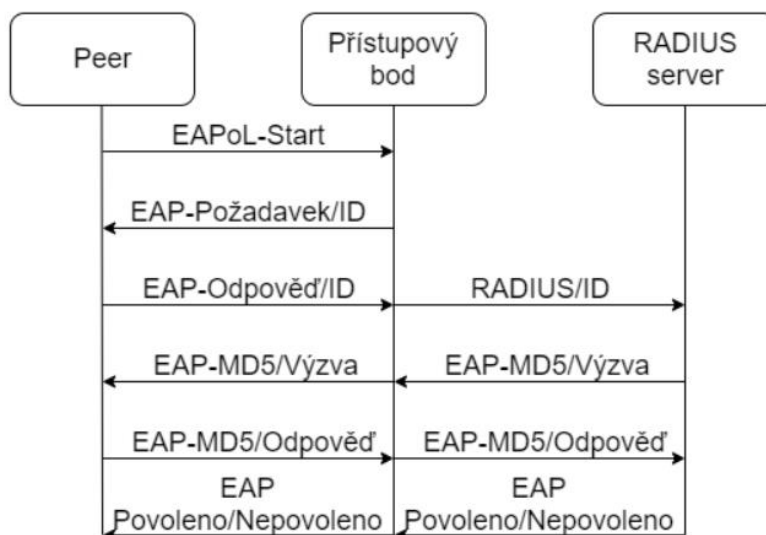 Peer
Přístupový
bod
RADIUS
server
EAPoL-Start
EAP-Požadavek/ID
EAP-Odpověď/ID
RADIUS/ID
EAP-MD5/Výzva
EAP-MD5/Výzva
EAP-MD5/Odpověď
EAP-MD5/Odpověď
EAP
Povoleno/Nepovoleno
EAP
Povoleno/Nepovoleno